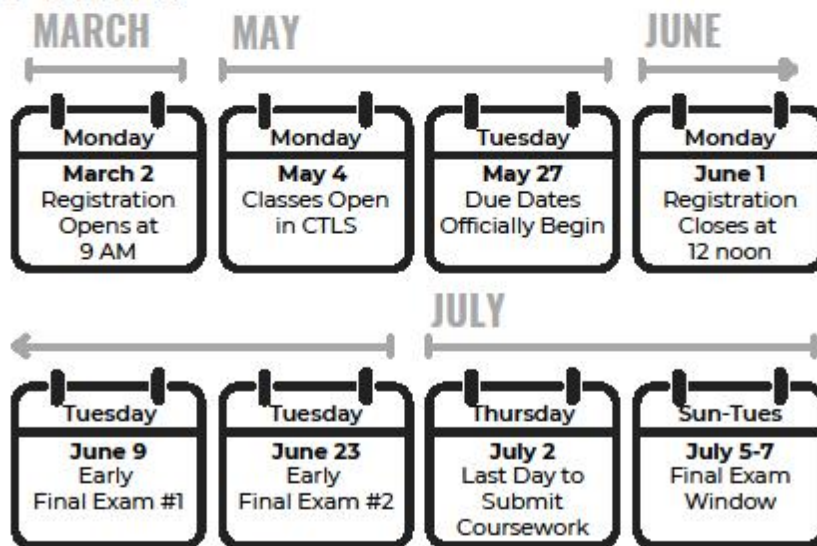 MARCH
MAY
JUNE
Monday
March 2
Registration
Opens at
9 AM
Monday
May 4
Classes Open
in CTLS
Tuesday
May 27
Due Dates
Officially Begin
Monday
June 1
Registration
Closes at
12 noon
JULY
Tuesday
June 9
Early
Final Exam #1
Tuesday
June 23
Early
Final Exam #2
Thursday
July 2
Last Day to
Submit
Coursework
Sun-Tues
July 5-7
Final Exam
Window